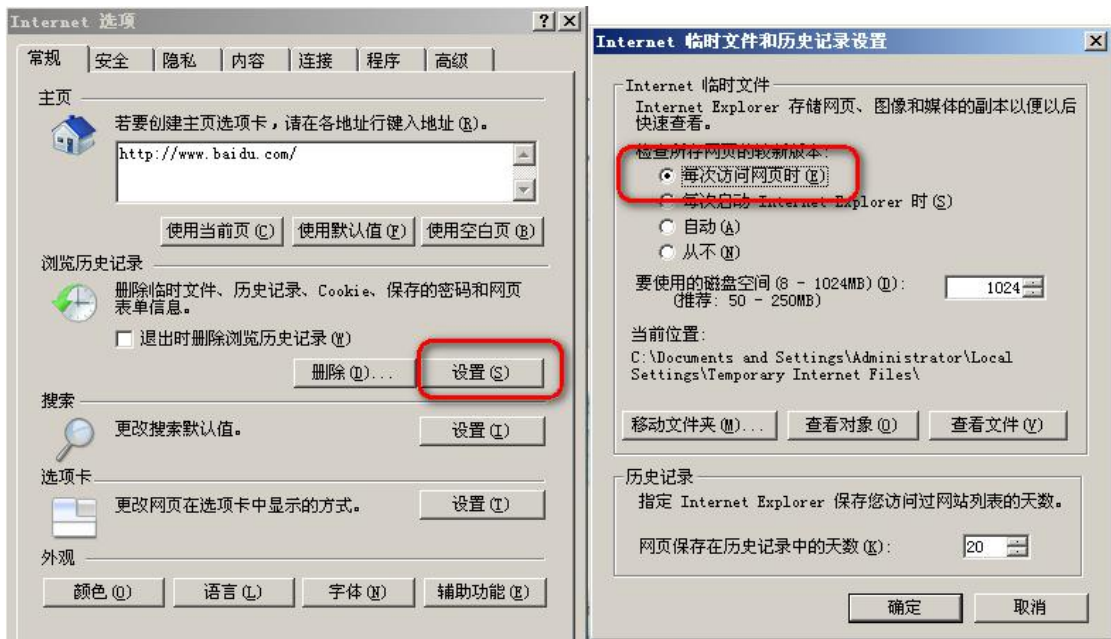 Internet 选项
常规
安全
隐私
内容
连接
程序
高级
主页
若要创建主页选项卡，请在各地址行键入地址(R)。
http://www.baidu.com/
使用当前页(C)
使用默认值(F)
使用空白页(B)
浏览历史记录
删除临时文件、历史记录、Cookie、保存的密码和网页
表单信息。
退出时删除浏览历史记录(W)
删除(D)...
设置(S)
搜索
更改搜索默认值。
设置(I)
选项卡
更改网页在选项卡中显示的方式。
设置(T)
外观
颜色(O)
语言(L)
字体(N)
辅助功能(E)
Internet 临时文件和历史记录设置
Internet 临时文件
Internet Explorer 存储网页、图像和媒体的副本以便以后
快速查看。
检查所存网页的较新版本:
每次访问网页时(E)
每次启动 Internet Explorer 时(S)
自动(A)
从不(N)
要使用的磁盘空间(8 - 1024MB)(D):
1024
(推荐: 50 - 250MB)
当前位置:
C:\Documents and Settings\Administrator\Local
Settings\Temporary Internet Files\
移动文件夹(M)...
查看对象(O)
查看文件(V)
历史记录
指定 Internet Explorer 保存您访问过网站列表的天数。
网页保存在历史记录中的天数(K):
20
确定
取消